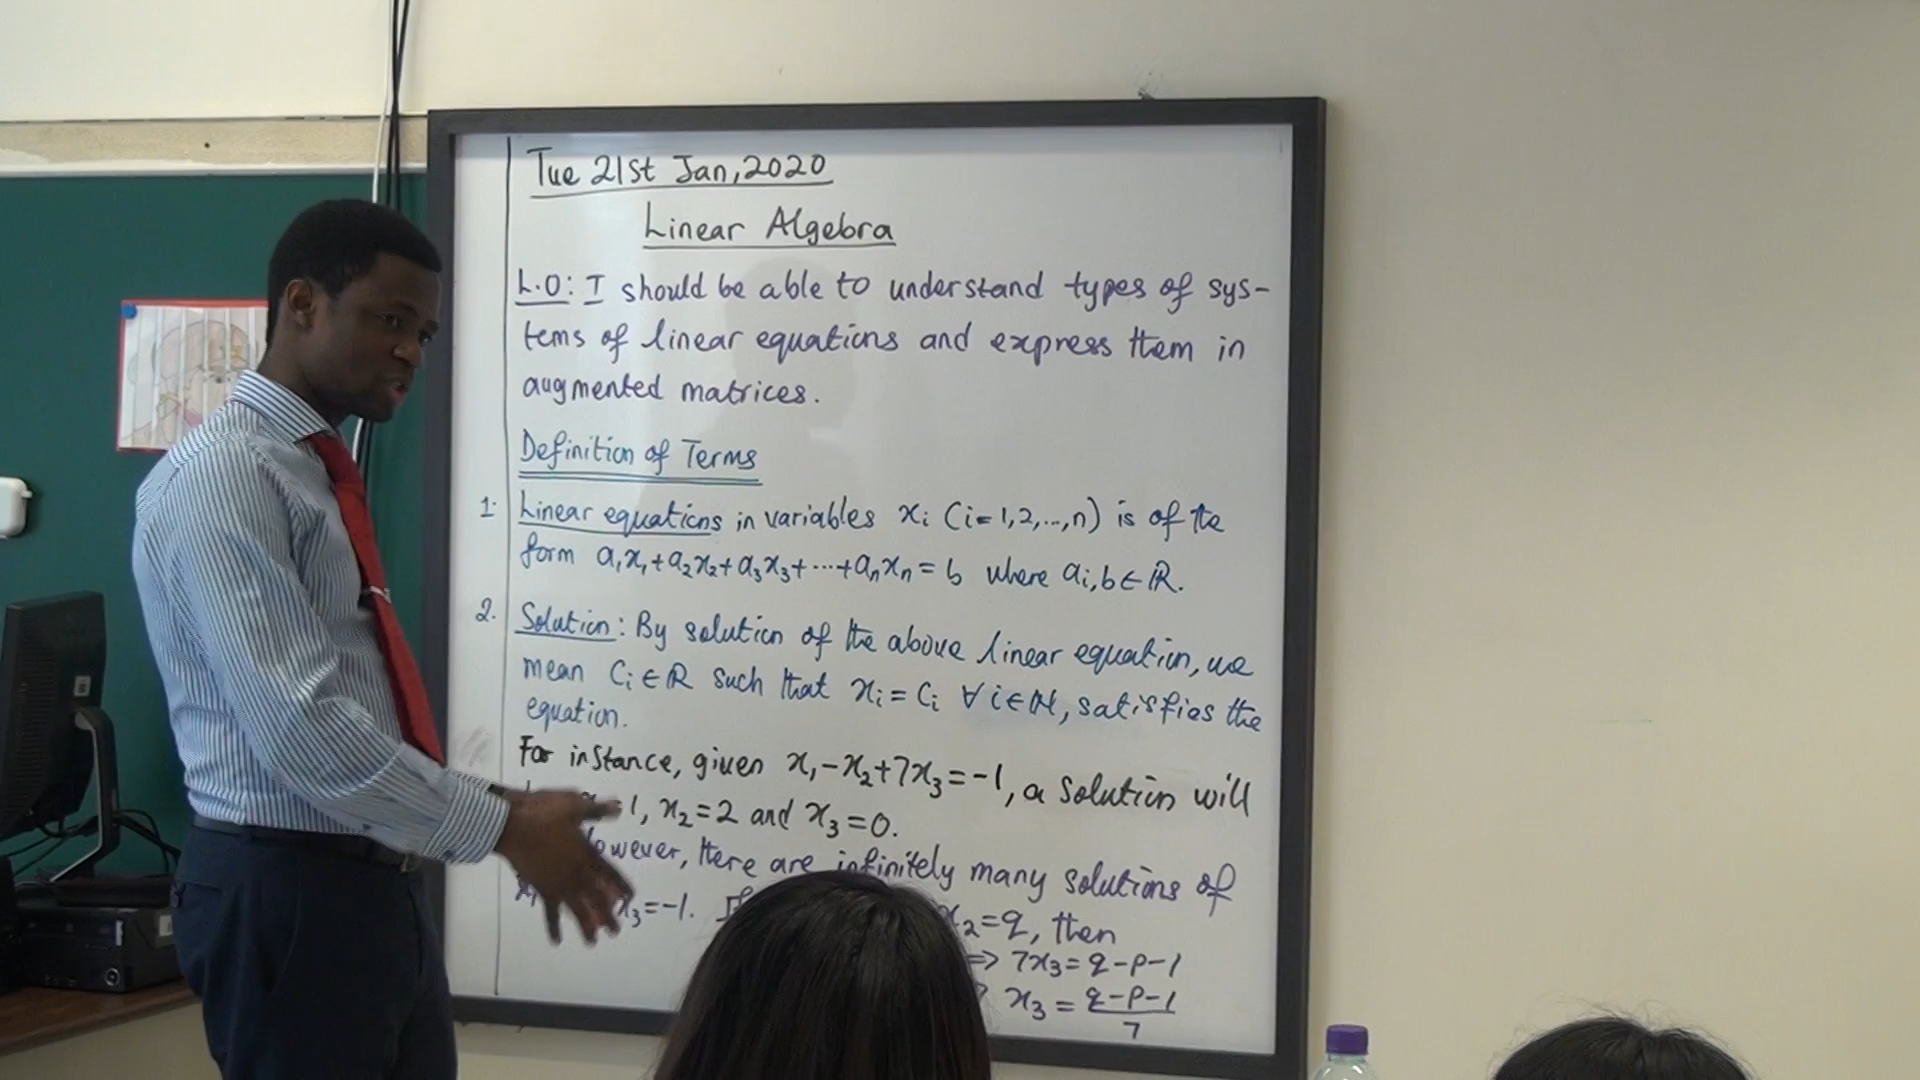 Tue 21st Jan, 2020
Linear Algebra
L.O: I should be able to understand types of sys-
tems of linear equations and express them in
augmented matrices.
Definition of Terms
1. Linear equations in variables xᵢ (i=1,2,...,n) is of the
form a₁x₁+a₂x₂+a₃x₃+···+aₙxₙ=b where aᵢ,b∈ℝ.
2. Solution: By solution of the above linear equation, we
mean Cᵢ∈ℝ such that xᵢ=Cᵢ ∀i∈ℕ, satisfies the
equation.
For instance, given x₁-x₂+7x₃=-1, a solution will
=1, x₂=2 and x₃=0.
However, there are infinitely many solutions of
x₃=-1. If x₂=q, then
⇒ 7x₃=q-p-1
x₃ = q-p-1
7